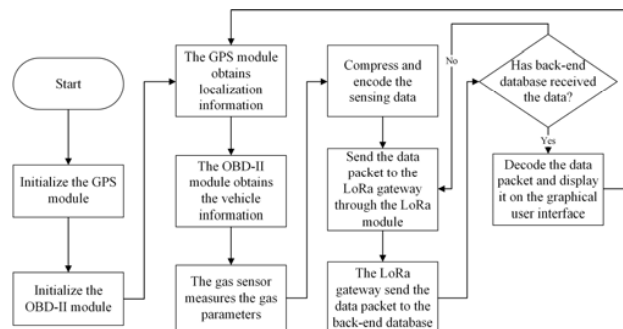 Start
Initialize the GPS
module
Initialize the
OBD-II module
The GPS module
obtains
localization
information
The OBD-II
module obtains
the vehicle
information
The gas sensor
measures the gas
parameters
Compress and
encode the
sensing data
Send the data
packet to the
LoRa gateway
through the LoRa
module
The LoRa
gateway send the
data packet to the
back-end database
No
Has back-end
database received
the data?
Yes
Decode the data
packet and display
it on the graphical
user interface